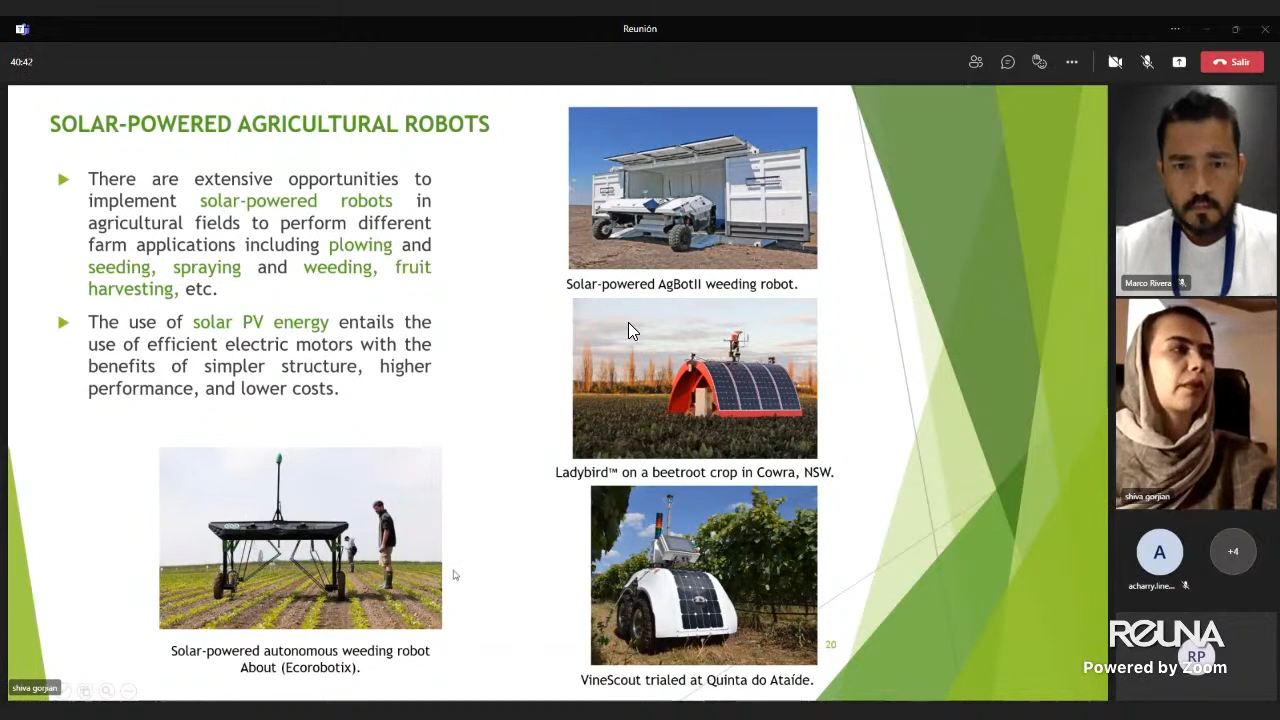 Reunión
40:42
Salir
SOLAR-POWERED AGRICULTURAL ROBOTS
There are extensive opportunities to
implement solar-powered robots in
agricultural fields to perform different
farm applications including plowing and
seeding, spraying and weeding, fruit
harvesting, etc.
The use of solar PV energy entails the
use of efficient electric motors with the
benefits of simpler structure, higher
performance, and lower costs.
Solar-powered autonomous weeding robot
About (Ecorobotix).
Solar-powered AgBotII weeding robot.
Ladybird™ on a beetroot crop in Cowra, NSW.
VineScout trialed at Quinta do Ataíde.
20
shiva gorjian
Marco Rivera
shiva gorjian
A
+4
acharry.line...
REUNA
RP
Powered by Zoom